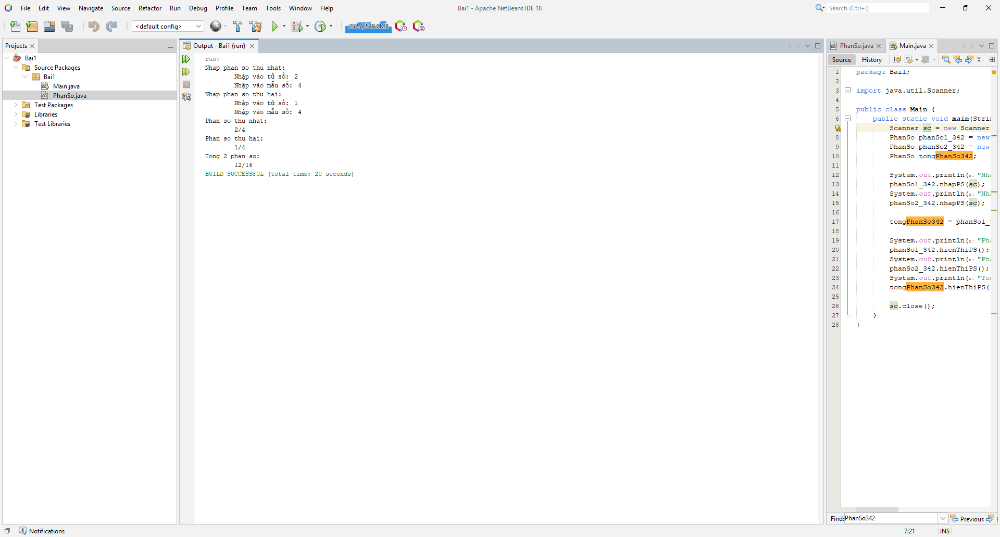 File Edit View Navigate Source Refactor Run Debug Profile Team Tools Window Help
Bai1 - Apache NetBeans IDE 18
Search (Ctrl+I)
<default config>
252.4/548.0MB
Projects
Bai1
Source Packages
Bai1
Main.java
PhanSo.java
Test Packages
Libraries
Test Libraries
Output - Bai1 (run)
run:
Nhap phan so thu nhat:
Nhập vào tử số: 2
Nhập vào mẫu số: 4
Nhap phan so thu hai:
Nhập vào tử số: 1
Nhập vào mẫu số: 4
Phan so thu nhat:
2/4
Phan so thu hai:
1/4
Tong 2 phan so:
12/16
BUILD SUCCESSFUL (total time: 20 seconds)
PhanSo.java Main.java
Source History
1 package Bai1;
2
3 import java.util.Scanner;
4
5 public class Main {
6 public static void main(Strin
Scanner sc = new Scanner
8 PhanSo phanSo1_342 = new
9 PhanSo phanSo2_342 = new
10 PhanSo tongPhanSo342;
11
12 System.out.println(x: "Nha
13 phanSo1_342.nhapPS(sc);
14 System.out.println(x: "Nha
15 phanSo2_342.nhapPS(sc);
16
17 tongPhanSo342 = phanSo1_
18
19 System.out.println(x: "Pha
20 phanSo1_342.hienThiPS();
21 System.out.println(x: "Pha
22 phanSo2_342.hienThiPS();
23 System.out.println(x: "Ton
24 tongPhanSo342.hienThiPS(
25
26 sc.close();
27 }
28 }
Find: PhanSo342 Previous
Notifications
7:21 INS